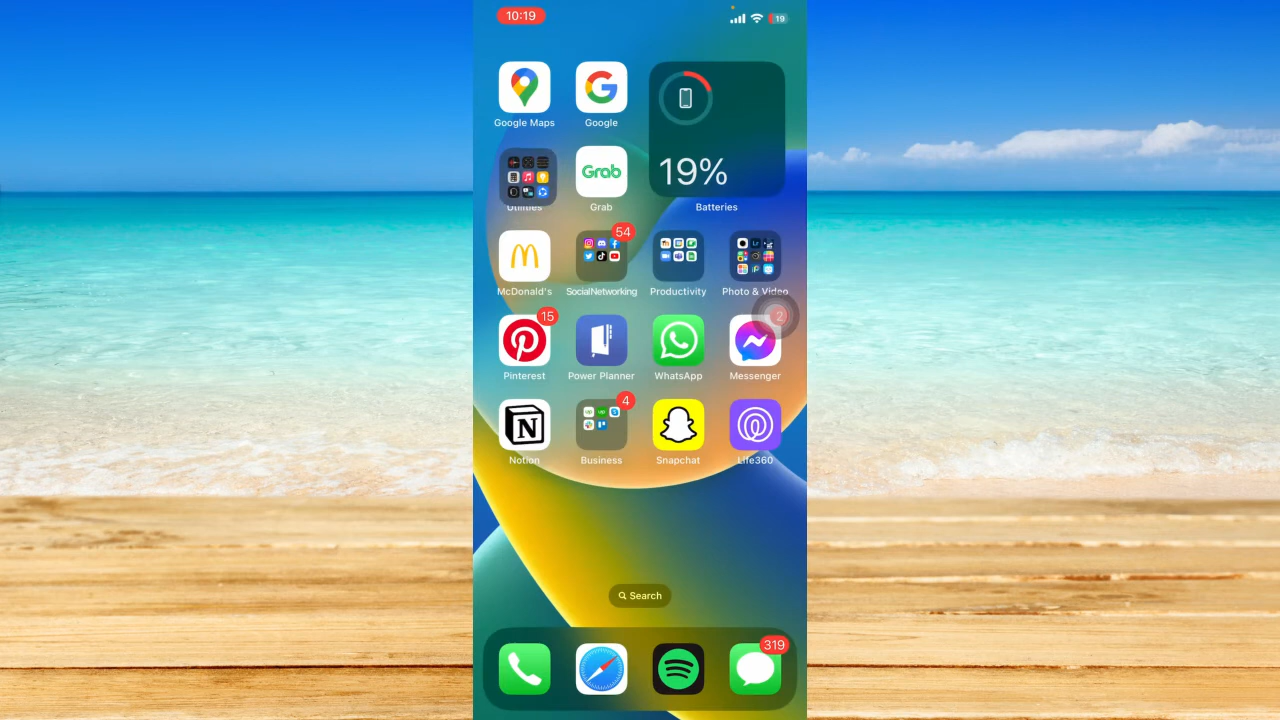 10:19
19
Google Maps
Google
19%
Utilities
Grab
Grab
Batteries
54
McDonald's
SocialNetworking
Productivity
Photo & Video
15
2
Pinterest
Power Planner
WhatsApp
Messenger
4
Notion
Business
Snapchat
Life360
Search
319